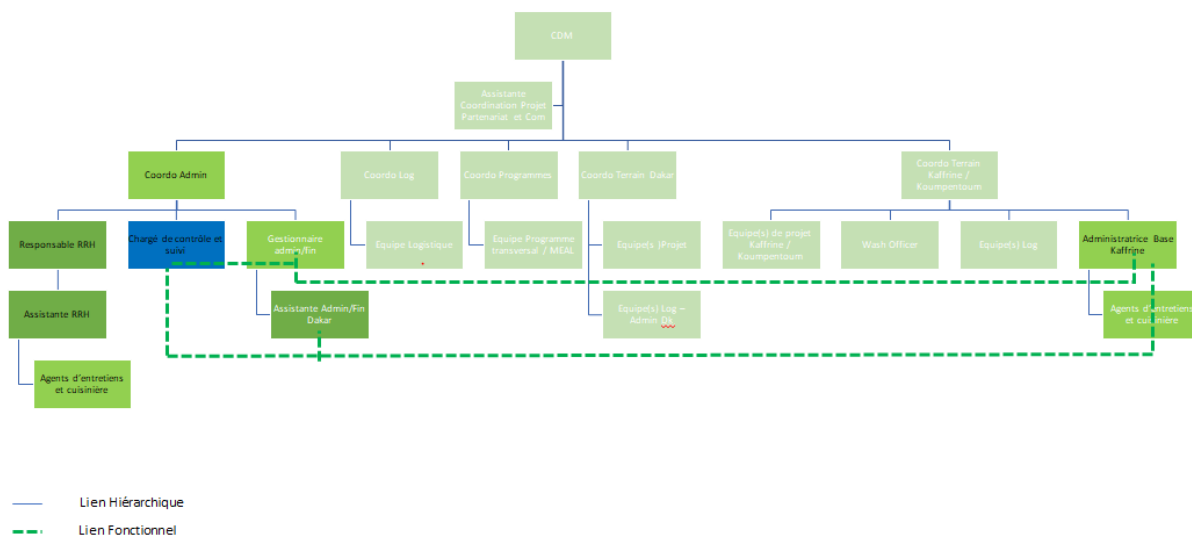 CDM
Assistante
Coordination Projet
Partenariat et Com
Coordo Admin
Coordo Log
Coordo Programmes
Coordo Terrain Dakar
Coordo Terrain
Kaffrine /
Koumpentoum
Responsable RRH
Chargé de contrôle et
suivi
Gestionnaire
admin/fin
Equipe Logistique
Equipe Programme
transversal / MEAL
Equipe(s )Projet
Equipe(s) de projet
Kaffrine /
Koumpentoum
Wash Officer
Equipe(s) Log
Administratrice Base
Kaffrine
Assistante RRH
Assistante Admin/Fin
Dakar
Equipe(s) Log –
Admin Dk
Agents d'entretiens
et cuisinière
Agents d'entretiens
et cuisinière
Lien Hiérarchique
Lien Fonctionnel